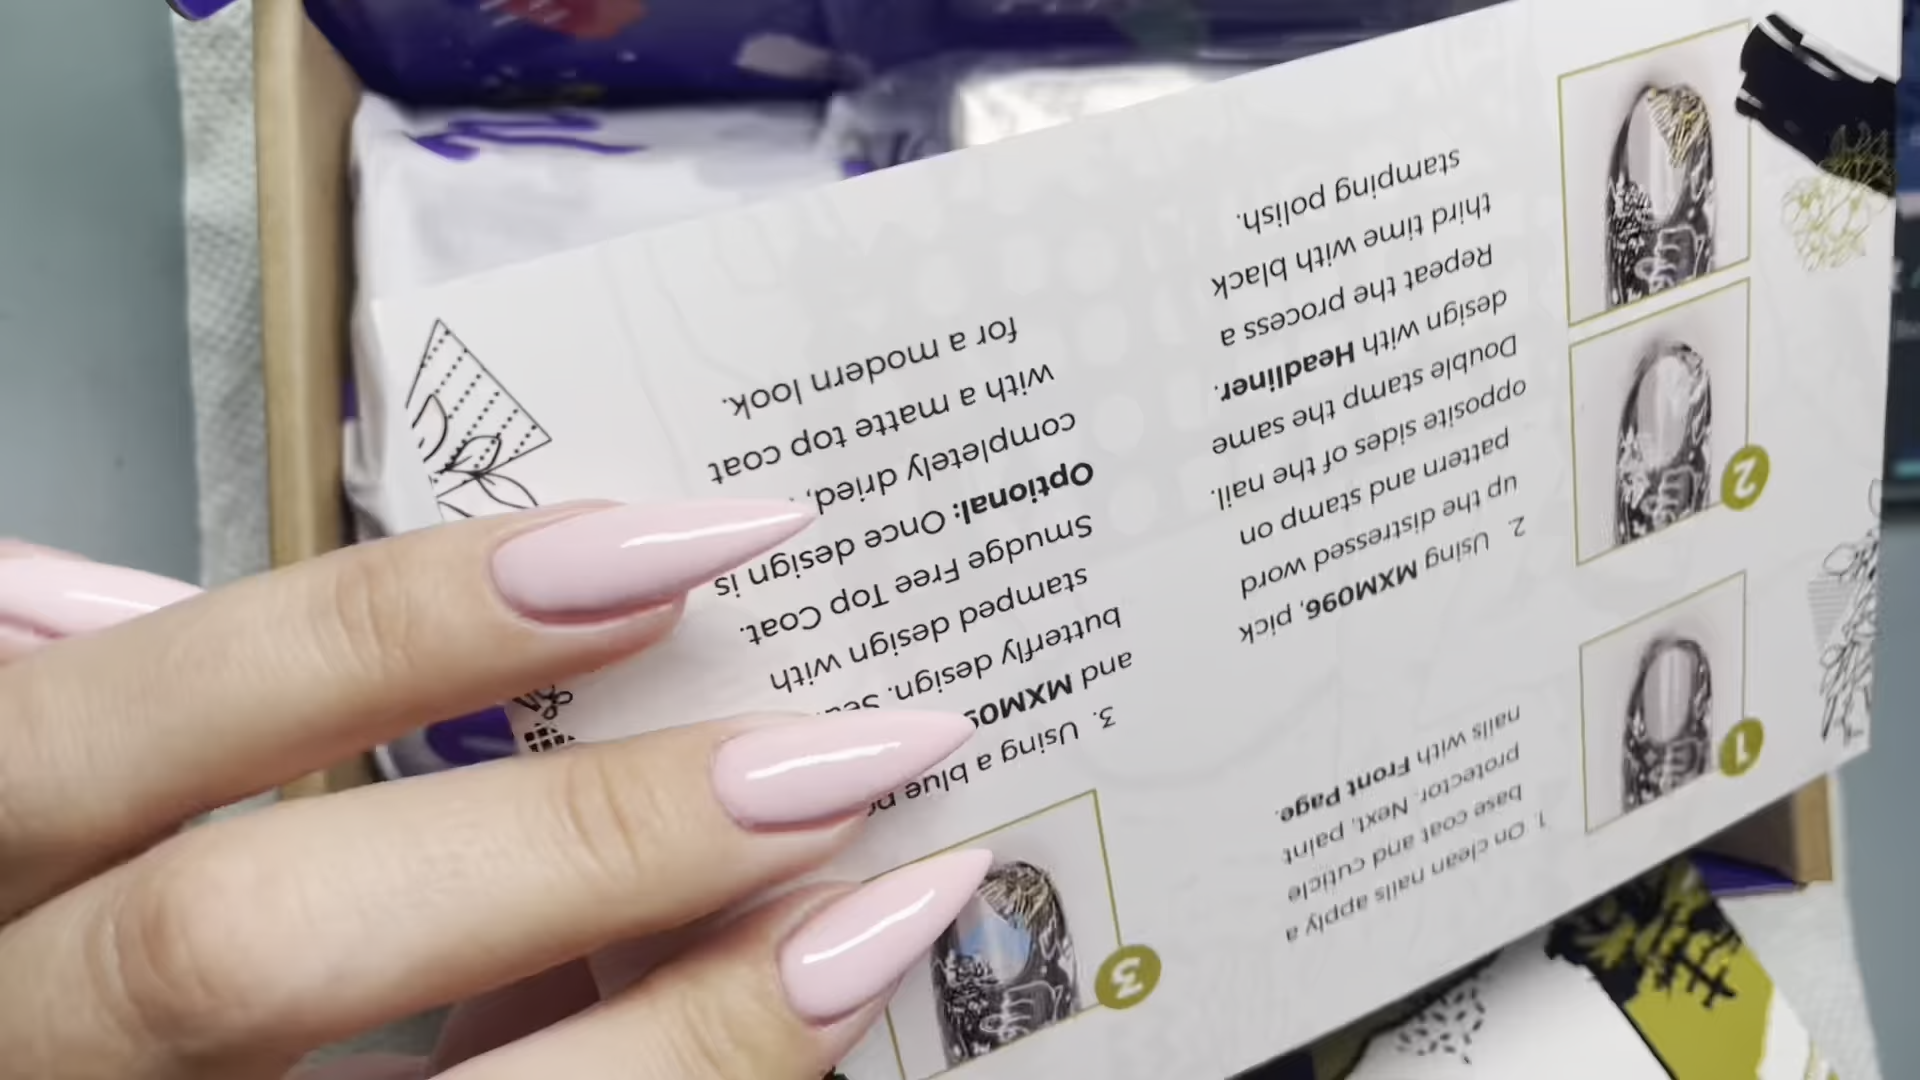 1
1. On clean nails apply a
base coat and cuticle
protector. Next, paint
nails with Front Page.
2
2. Using MXM096, pick
up the distressed word
pattern and stamp on
opposite sides of the nail.
Double stamp the same
design with Headliner.
Repeat the process a
third time with black
stamping polish.
3
3. Using a blue
and
butterfly design.
stamped design with
Smudge Free Top Coat.
Optional: Once design is
completely dried,
with a matte top coat
for a modern look.